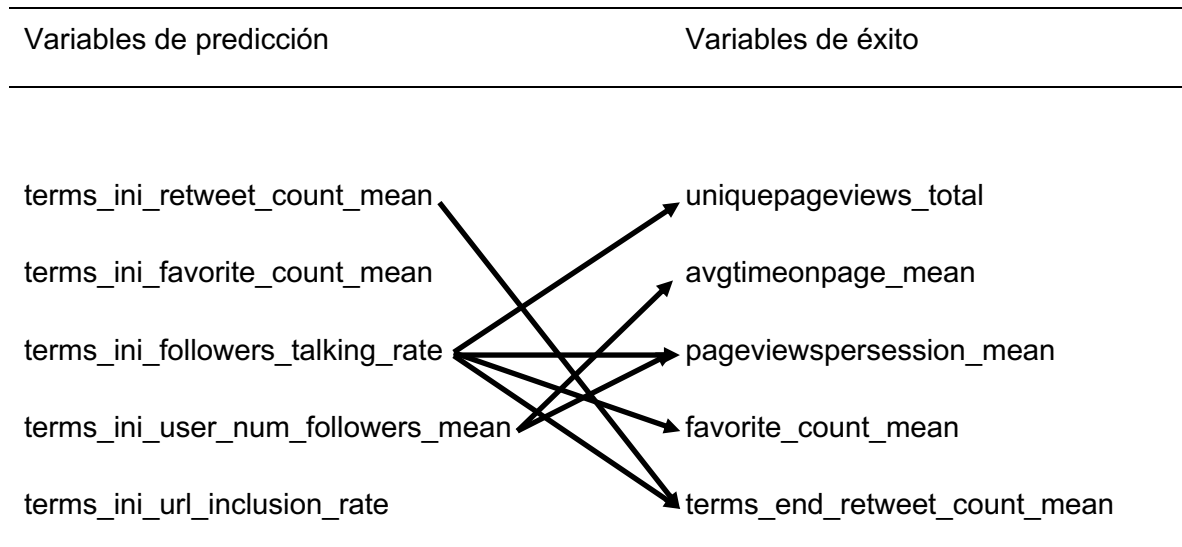 Variables de predicción Variables de éxito
terms_ini_retweet_count_mean uniquepageviews_total
terms_ini_favorite_count_mean avgtimeonpage_mean
terms_ini_followers_talking_rate pageviewspersession_mean
terms_ini_user_num_followers_mean favorite_count_mean
terms_ini_url_inclusion_rate terms_end_retweet_count_mean